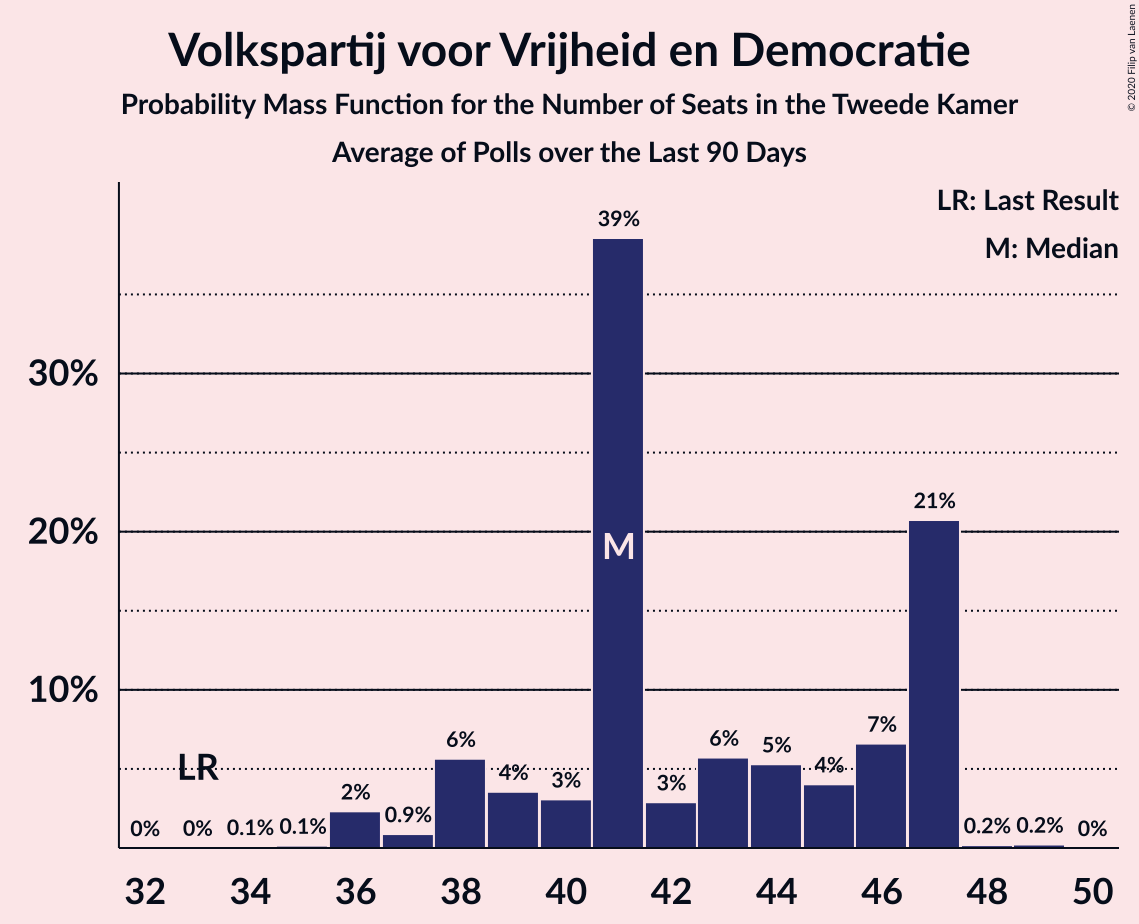 Volkspartij voor Vrijheid en Democratie
Probability Mass Function for the Number of Seats in the Tweede Kamer
Average of Polls over the Last 90 Days
© 2020 Filip van Laenen
LR: Last Result
M: Median
30%
20%
10%
0%
0%
0.1%
0.1%
2%
0.9%
6%
4%
3%
39%
3%
6%
5%
4%
7%
21%
0.2%
0.2%
0%
LR
M
32 34 36 38 40 42 44 46 48 50